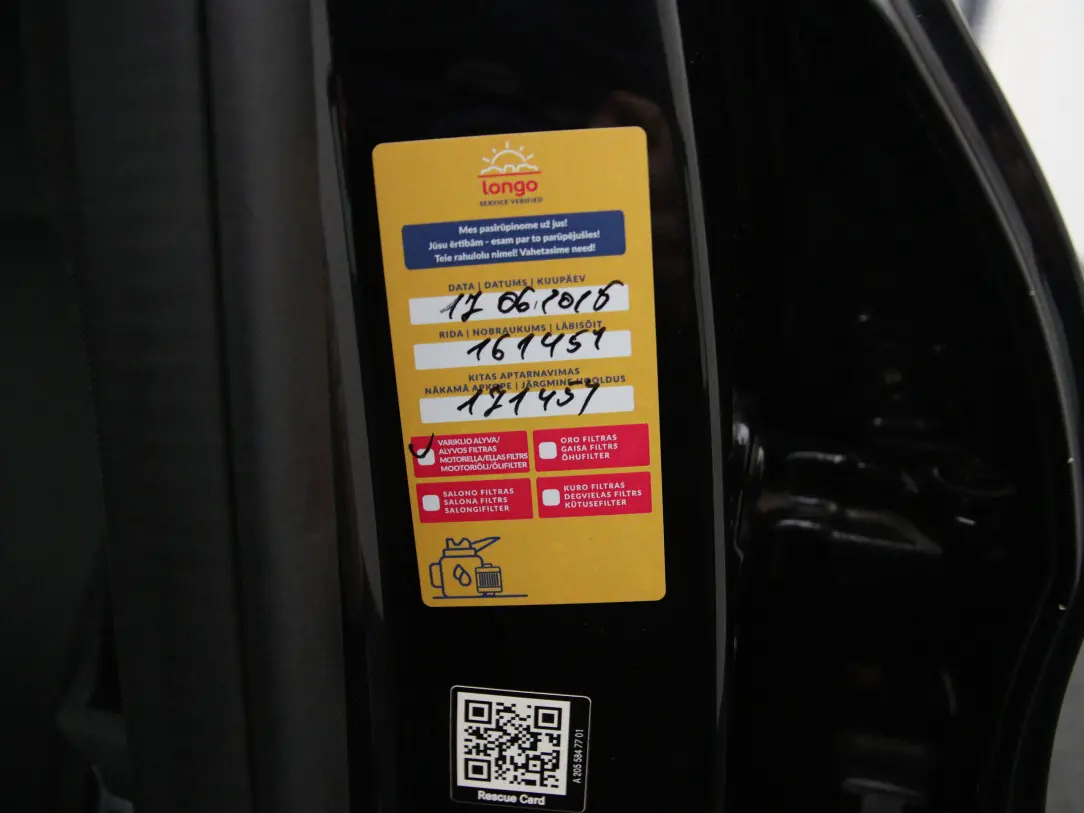 longo
SERVICE VERIFIED
Mes pasirūpinome už jus!
Jūsu ērtībām - esam par to parūpējušies!
Teie rahulolu nimel! Vahetasime need!
DATA | DATUMS | KUUPÄEV
17 06.
RIDA | NOBRAUKUMS | LÄBISÕIT
161457
KITAS APTARNAVIMAS
NĀKAMĀ APKOPE | JÄRGMINE HOOLDUS
171457
VARIKLIO ALYVA/
ALYVOS FILTRAS
MOTORELLA/ELLAS FILTRS
MOOTORIÕLI/ÕLIFILTER
ORO FILTRAS
GAISA FILTRS
ÕHUFILTER
SALONO FILTRAS
SALONA FILTRS
SALONGIFILTER
KURO FILTRAS
DEGVIELAS FILTRS
KÜTUSEFILTER
A 205 584 77 01
Rescue Card